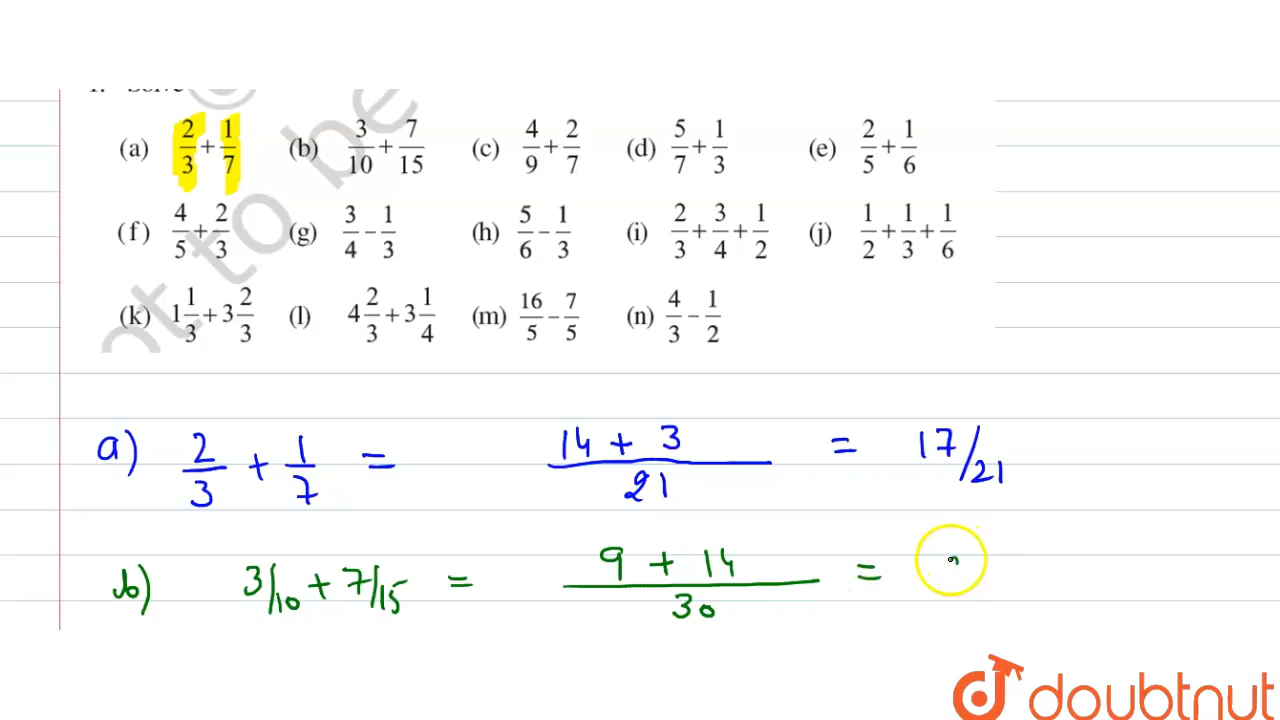 1. Solve
(a) 2/3 + 1/7 (b) 3/10 + 7/15 (c) 4/9 + 2/7 (d) 5/7 + 1/3 (e) 2/5 + 1/6
(f) 4/5 + 2/3 (g) 3/4 − 1/3 (h) 5/6 − 1/3 (i) 2/3 + 3/4 + 1/2 (j) 1/2 + 1/3 + 1/6
(k) 1 1/3 + 3 2/3 (l) 4 2/3 + 3 1/4 (m) 16/5 − 7/5 (n) 4/3 − 1/2
a) 2/3 + 1/7 = 14 + 3 / 21 = 17/21
b) 3/10 + 7/15 = 9 + 14 / 30 =
doubtnut